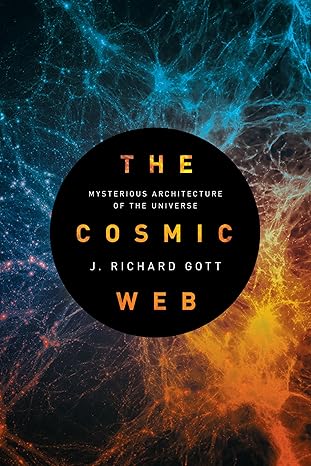 THE
MYSTERIOUS ARCHITECTURE
OF THE UNIVERSE
COSMIC
J. RICHARD GOTT
WEB